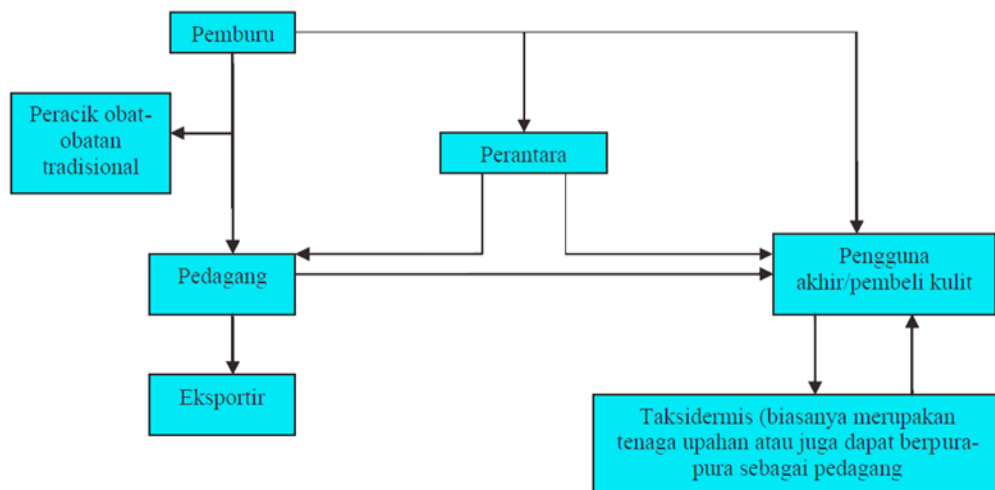 Pemburu
Peracik obat-
obatan
tradisional
Perantara
Pedagang
Pengguna
akhir/pembeli kulit
Eksportir
Taksidermis (biasanya merupakan
tenaga upahan atau juga dapat berpura-
pura sebagai pedagang